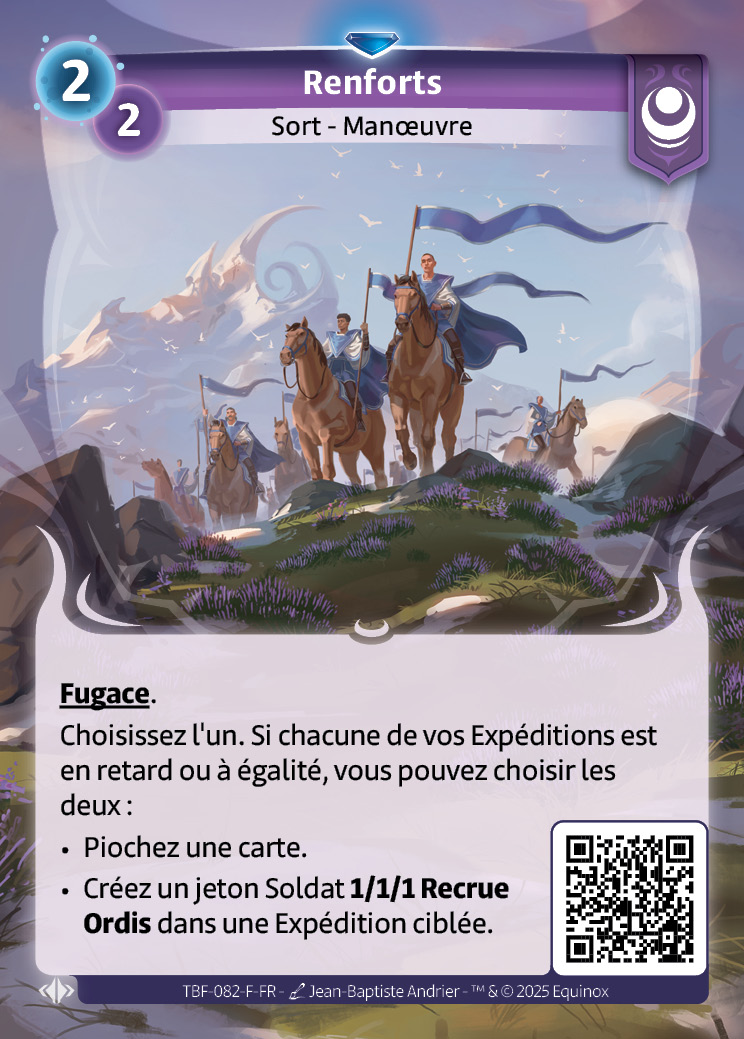 2
Renforts
2
Sort - Manœuvre
Fugace.
Choisissez l'un. Si chacune de vos Expéditions est
en retard ou à égalité, vous pouvez choisir les
deux :
• Piochez une carte.
• Créez un jeton Soldat 1/1/1 Recrue
Ordis dans une Expédition ciblée.
TBF-082-F-FR - Jean-Baptiste Andrier - ™ & © 2025 Equinox